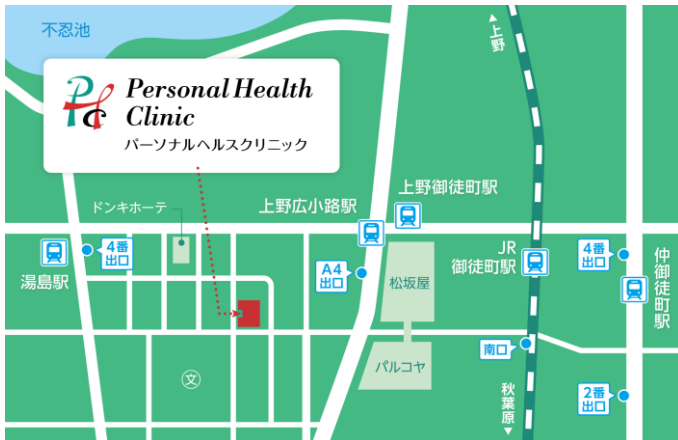 不忍池
▲上野
PHC
Personal Health
Clinic
パーソナルヘルスクリニック
ドンキホーテ
上野広小路駅
上野御徒町駅
湯島駅
4番
出口
A4
出口
松坂屋
JR
御徒町駅
4番
出口
仲御徒町駅
南口
パルコヤ
文
秋葉原▼
2番
出口